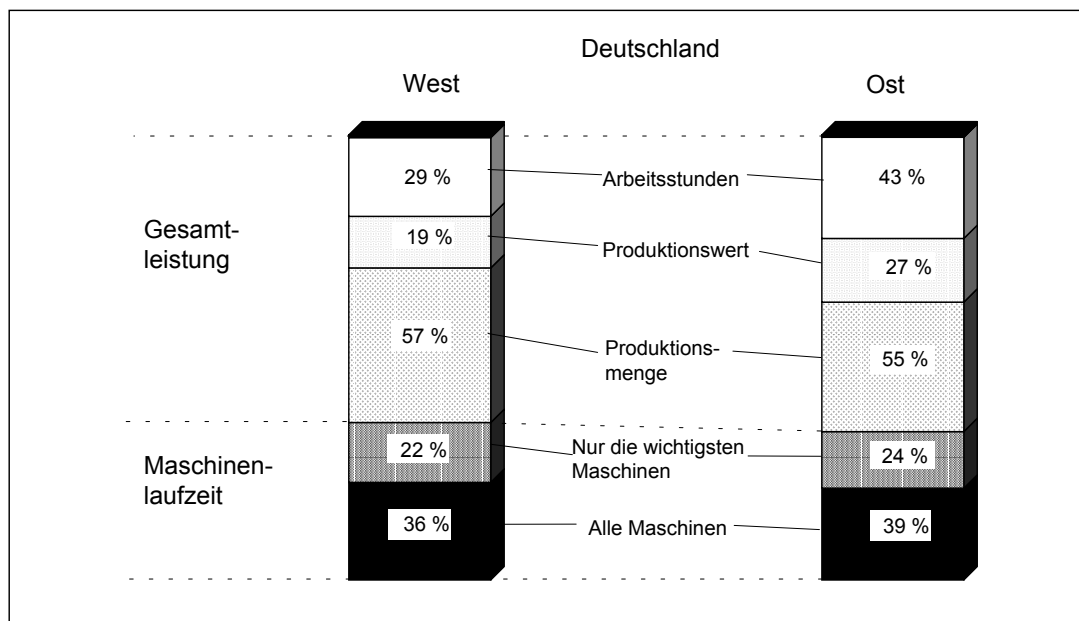 Deutschland
West
Ost
29 %
Arbeitsstunden
43 %
Gesamt-
leistung
19 %
Produktionswert
27 %
57 %
Produktions-
menge
55 %
22 %
Nur die wichtigsten
Maschinen
24 %
Maschinen-
laufzeit
36 %
Alle Maschinen
39 %